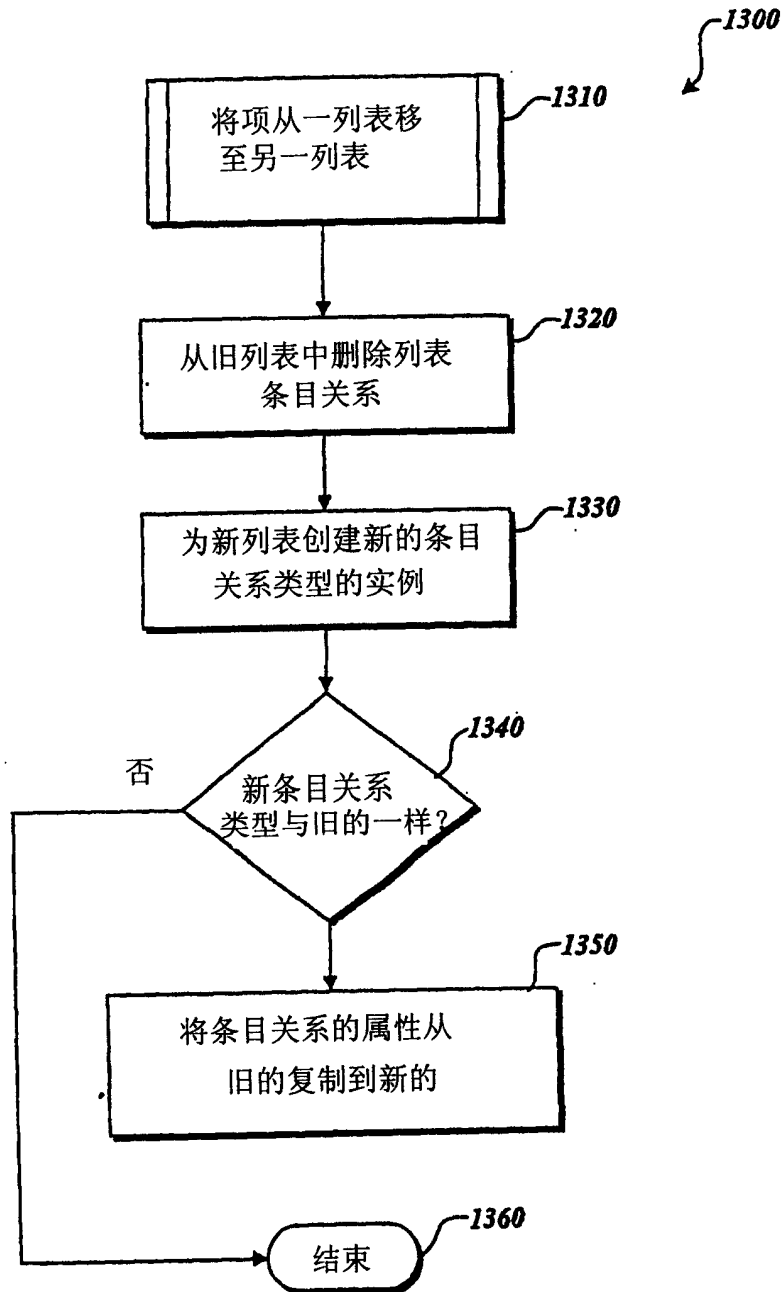 1300
1310
将项从一列表移
至另一列表
1320
从旧列表中删除列表
条目关系
1330
为新列表创建新的条目
关系类型的实例
1340
否
新条目关系
类型与旧的一样？
1350
将条目关系的属性从
旧的复制到新的
1360
结束